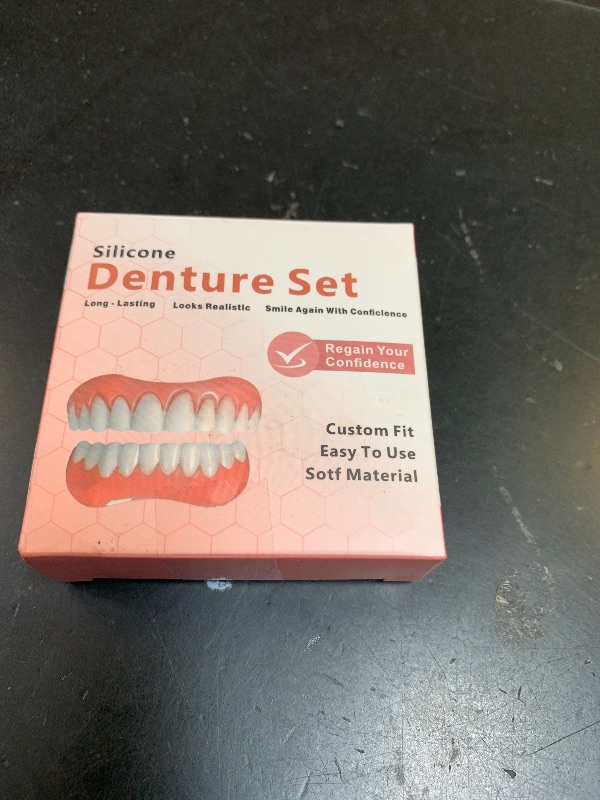 Silicone
Denture Set
Long - Lasting Looks Realistic Smile Again With Conficlence
Regain Your
Confidence
Custom Fit
Easy To Use
Sotf Material